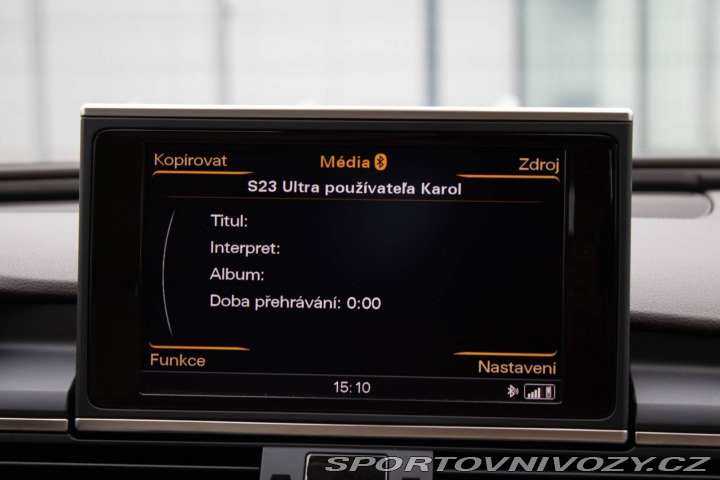 Kopírovat Média Zdroj
S23 Ultra používateľa Karol
Titul:
Interpret:
Album:
Doba přehrávání: 0:00
Funkce Nastavení
15:10
SPORTOVNIVOZY.CZ